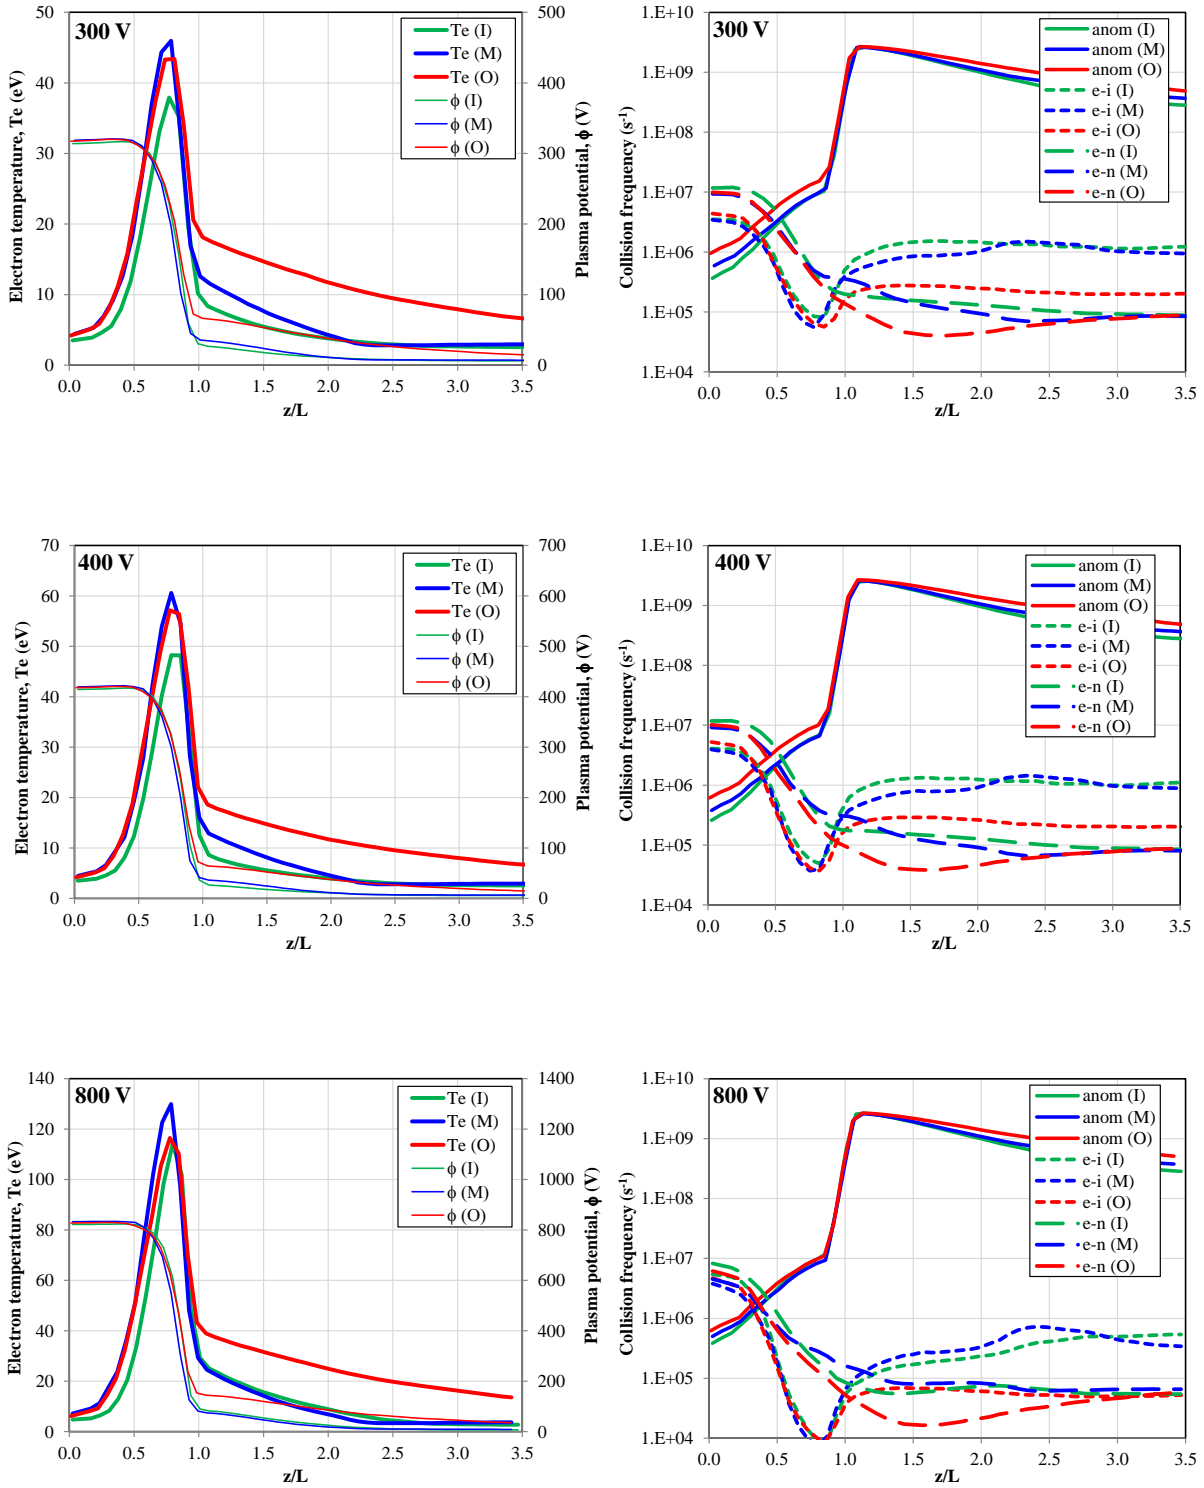 300 V
Electron temperature, Te (eV)
50
40
30
20
10
0
0.0 0.5 1.0 1.5 2.0 2.5 3.0 3.5
z/L
500
400
300
200
100
0
Plasma potential, ϕ (V)
Te (I)
Te (M)
Te (O)
ϕ (I)
ϕ (M)
ϕ (O)
300 V
Collision frequency (s⁻¹)
1.E+10
1.E+09
1.E+08
1.E+07
1.E+06
1.E+05
1.E+04
0.0 0.5 1.0 1.5 2.0 2.5 3.0 3.5
z/L
anom (I)
anom (M)
anom (O)
e-i (I)
e-i (M)
e-i (O)
e-n (I)
e-n (M)
e-n (O)
400 V
Electron temperature, Te (eV)
70
60
50
40
30
20
10
0
0.0 0.5 1.0 1.5 2.0 2.5 3.0 3.5
z/L
700
600
500
400
300
200
100
0
Plasma potential, ϕ (V)
Te (I)
Te (M)
Te (O)
ϕ (I)
ϕ (M)
ϕ (O)
400 V
Collision frequency (s⁻¹)
1.E+10
1.E+09
1.E+08
1.E+07
1.E+06
1.E+05
1.E+04
0.0 0.5 1.0 1.5 2.0 2.5 3.0 3.5
z/L
anom (I)
anom (M)
anom (O)
e-i (I)
e-i (M)
e-i (O)
e-n (I)
e-n (M)
e-n (O)
800 V
Electron temperature, Te (eV)
140
120
100
80
60
40
20
0
0.0 0.5 1.0 1.5 2.0 2.5 3.0 3.5
z/L
1400
1200
1000
800
600
400
200
0
Plasma potential, ϕ (V)
Te (I)
Te (M)
Te (O)
ϕ (I)
ϕ (M)
ϕ (O)
800 V
Collision frequency (s⁻¹)
1.E+10
1.E+09
1.E+08
1.E+07
1.E+06
1.E+05
1.E+04
0.0 0.5 1.0 1.5 2.0 2.5 3.0 3.5
z/L
anom (I)
anom (M)
anom (O)
e-i (I)
e-i (M)
e-i (O)
e-n (I)
e-n (M)
e-n (O)